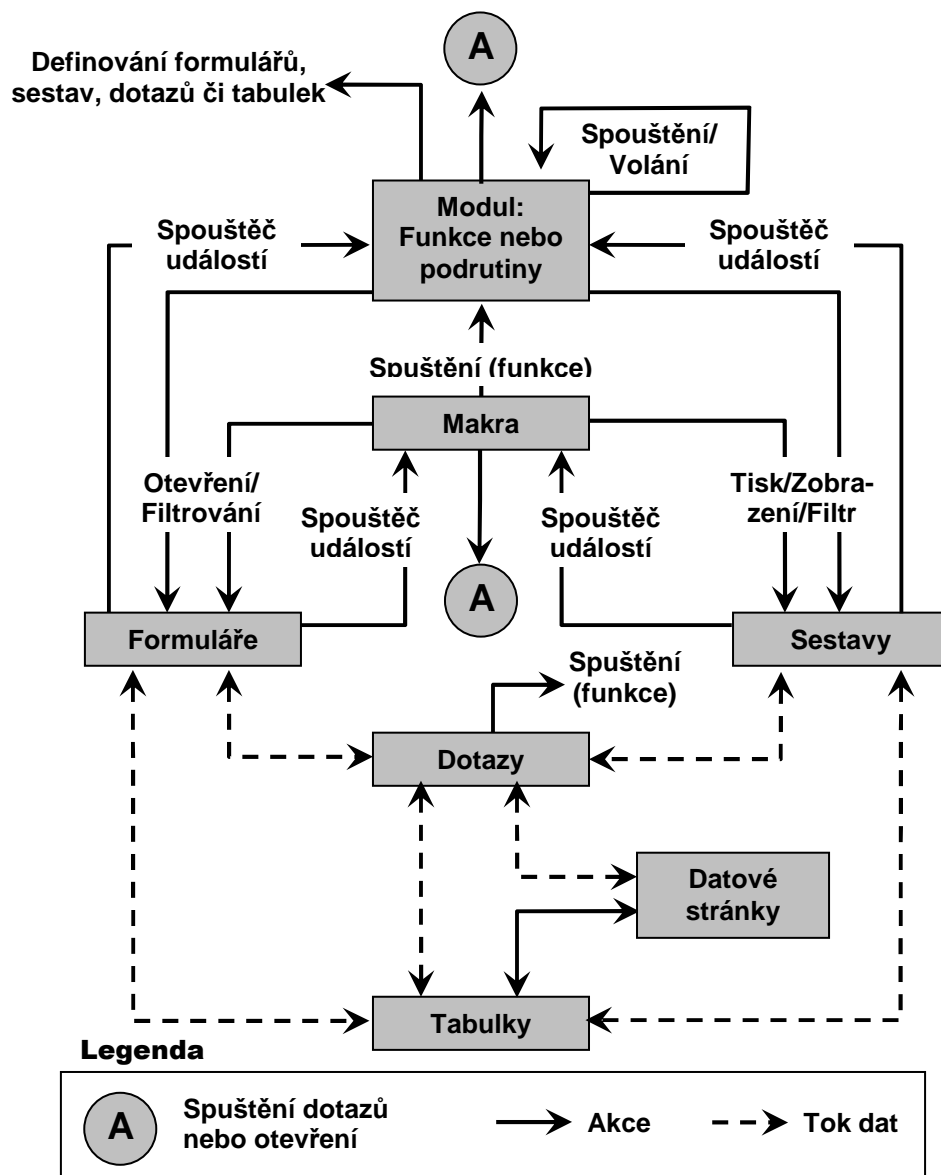 A
Definování formulářů,
sestav, dotazů či tabulek
Spouštění/
Volání
Modul:
Funkce nebo
podrutiny
Spouštěč
událostí
Spouštěč
událostí
Spuštění (funkce)
Makra
Otevření/
Filtrování
Spouštěč
událostí
Spouštěč
událostí
Tisk/Zobra-
zení/Filtr
A
Formuláře
Sestavy
Spuštění
(funkce)
Dotazy
Datové
stránky
Tabulky
Legenda
A
Spuštění dotazů
nebo otevření
Akce
Tok dat